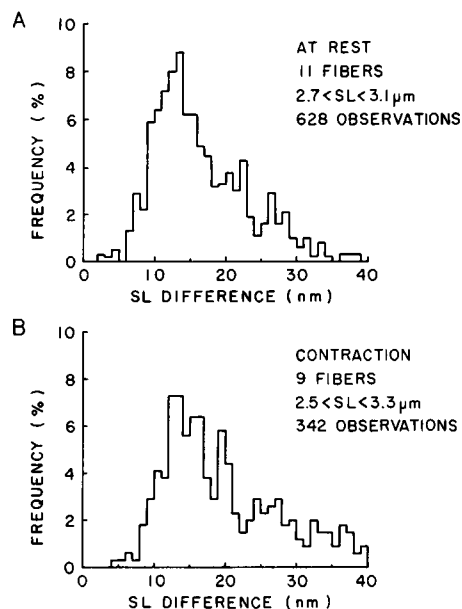 A
AT REST
11 FIBERS
2.7<SL<3.1µm
628 OBSERVATIONS
FREQUENCY (%)
10
8
6
4
2
0
10
20
30
40
SL DIFFERENCE (nm)
B
CONTRACTION
9 FIBERS
2.5<SL<3.3µm
342 OBSERVATIONS
FREQUENCY (%)
10
8
6
4
2
0
10
20
30
40
SL DIFFERENCE (nm)